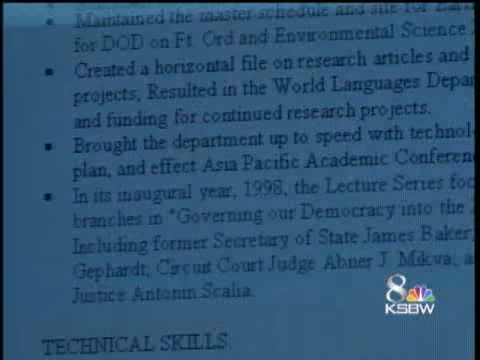 Maintained the master schedule and site for
for DOD on Ft. Ord and Environmental Science
Created a horizontal file on research articles and
projects, Resulted in the World Languages Depa
and funding for continued research projects.
Brought the department up to speed with technolo
plan, and effect Asia Pacific Academic Conferen
In its inaugural year, 1998, the Lecture Series foc
branches in "Governing our Democracy into the
Including former Secretary of State James Baker,
Gephardt, Circuit Court Judge Abner J. Mikva, a
Justice Antonin Scalia.
TECHNICAL SKILLS:
8
KSBW